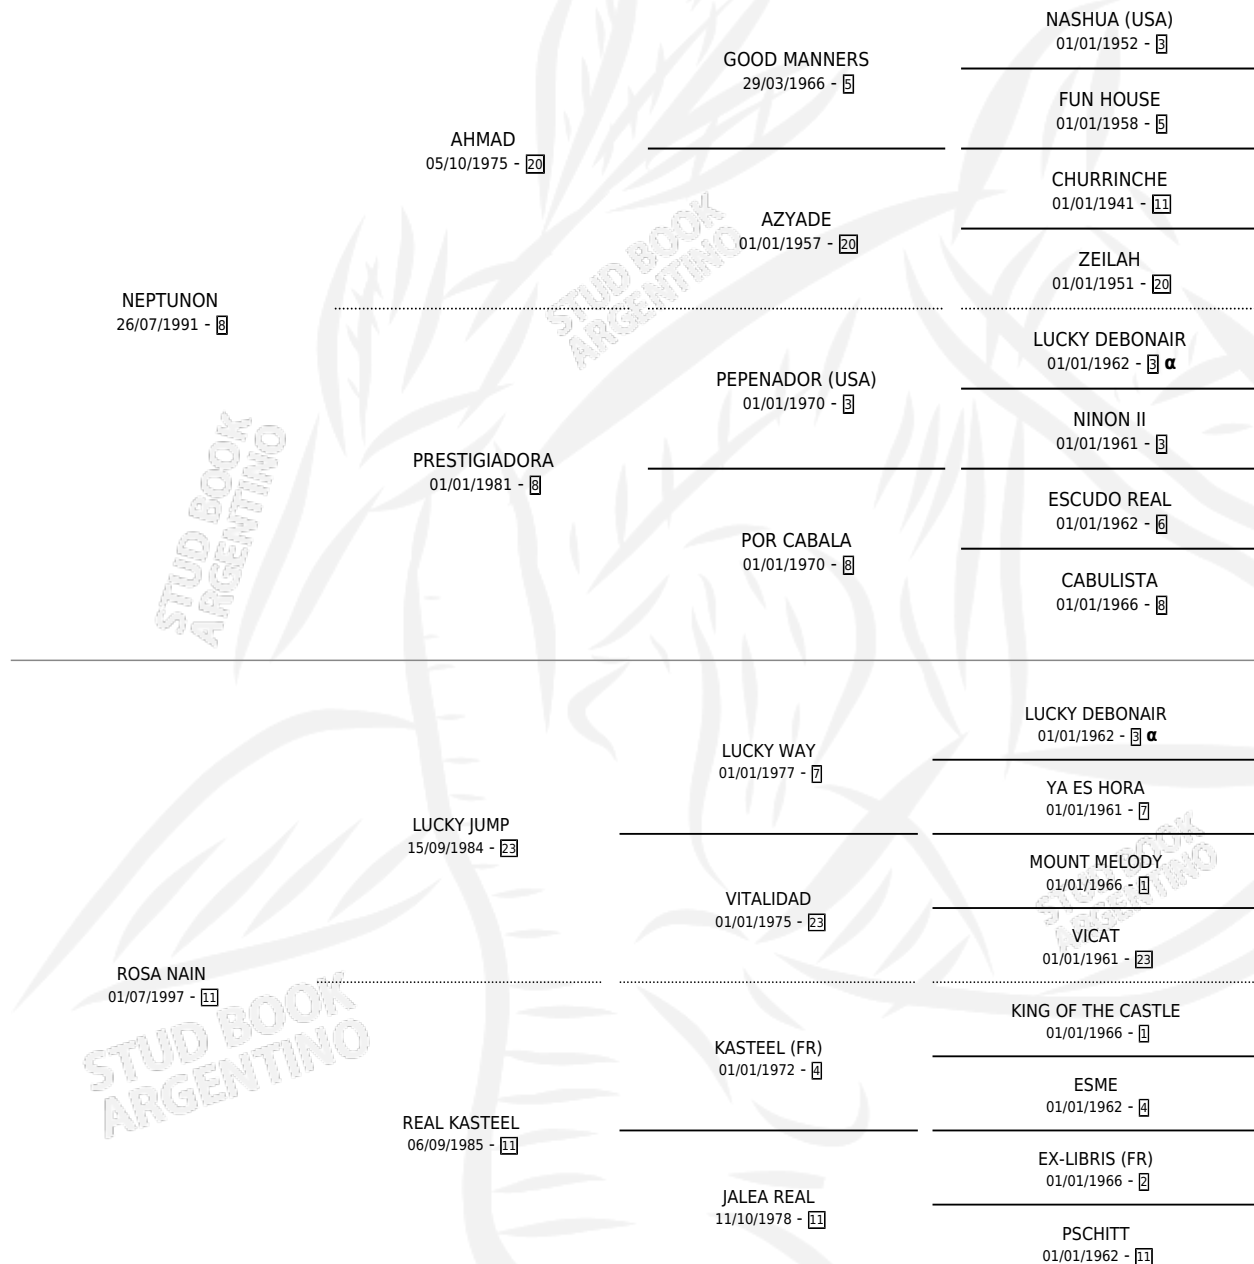 NASHUA (USA)
01/01/1952 - 3
GOOD MANNERS
29/03/1966 - 5
FUN HOUSE
01/01/1958 - 5
AHMAD
05/10/1975 - 20
CHURRINCHE
01/01/1941 - 11
AZYADE
01/01/1957 - 20
ZEILAH
01/01/1951 - 20
NEPTUNON
26/07/1991 - 8
LUCKY DEBONAIR
01/01/1962 - 3 α
PEPENADOR (USA)
01/01/1970 - 3
NINON II
01/01/1961 - 3
PRESTIGIADORA
01/01/1981 - 8
ESCUDO REAL
01/01/1962 - 6
POR CABALA
01/01/1970 - 8
CABULISTA
01/01/1966 - 8
LUCKY DEBONAIR
01/01/1962 - 3 α
LUCKY WAY
01/01/1977 - 7
YA ES HORA
01/01/1961 - 7
LUCKY JUMP
15/09/1984 - 23
MOUNT MELODY
01/01/1966 - 1
VITALIDAD
01/01/1975 - 23
VICAT
01/01/1961 - 23
ROSA NAIN
01/07/1997 - 11
KING OF THE CASTLE
01/01/1966 - 1
KASTEEL (FR)
01/01/1972 - 4
ESME
01/01/1962 - 4
REAL KASTEEL
06/09/1985 - 11
EX-LIBRIS (FR)
01/01/1966 - 2
JALEA REAL
11/10/1978 - 11
PSCHITT
01/01/1962 - 11
STUD BOOK
ARGENTINO
STUD BOOK
ARGENTINO
STUD BOOK
ARGENTINO
STUD BOOK
ARGENTINO